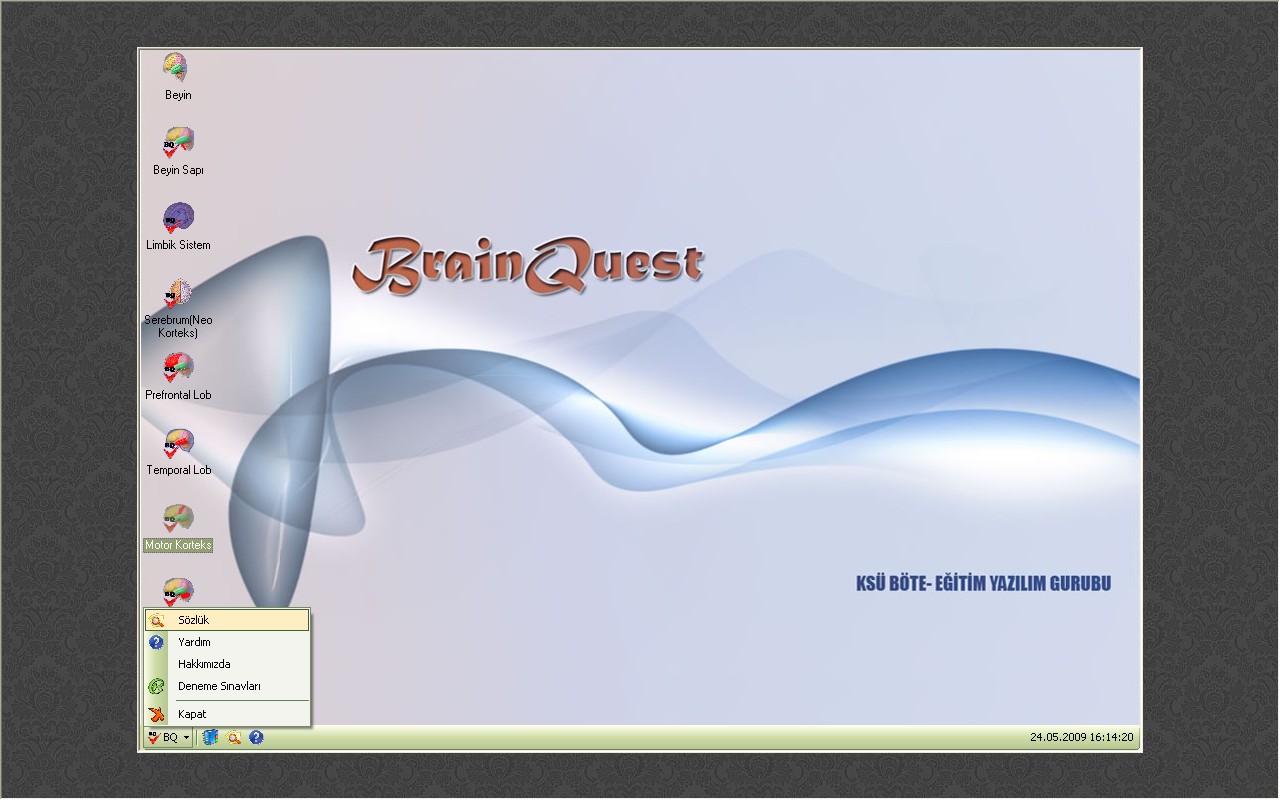 Beyin
Beyin Sapı
Limbik Sistem
Serebrum(Neo
Korteks)
Prefrontal Lob
Temporal Lob
Motor Korteks
BrainQuest
KSÜ BÖTE- EĞİTİM YAZILIM GURUBU
Sözlük
Yardım
Hakkımızda
Deneme Sınavları
Kapat
BQ
24.05.2009 16:14:20